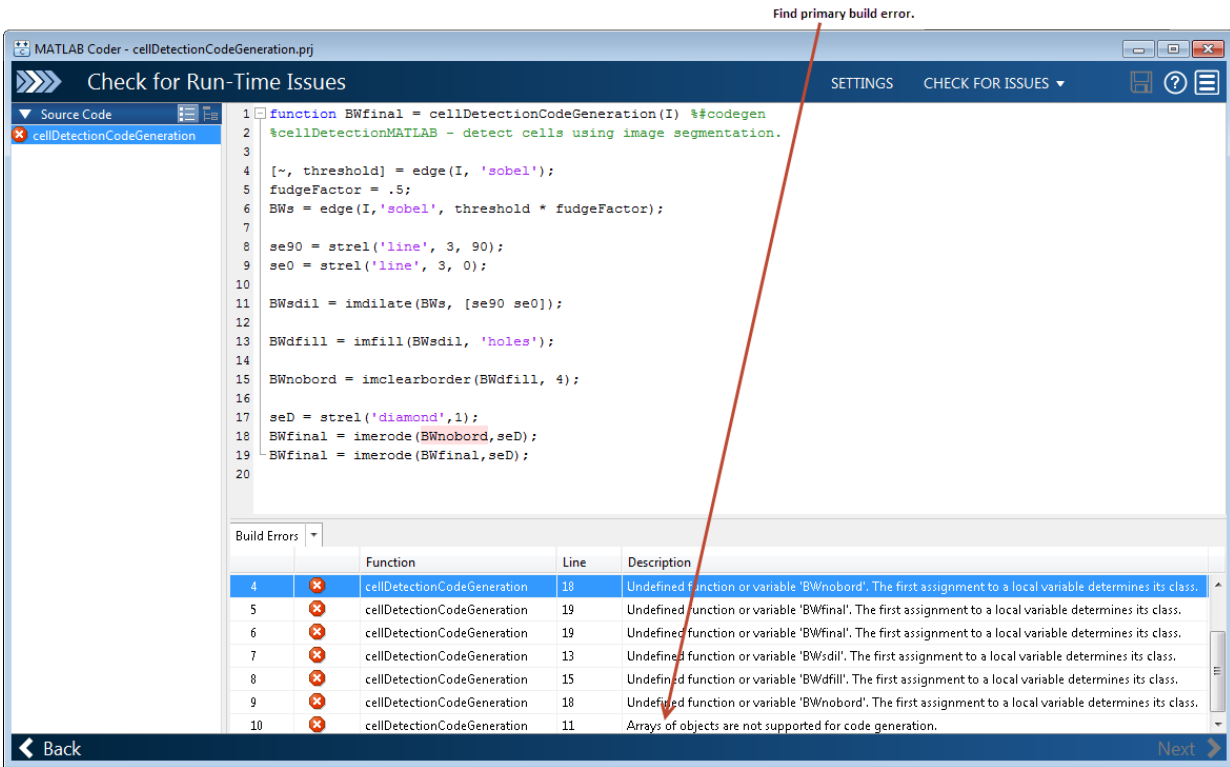 Find primary build error.
MATLAB Coder - cellDetectionCodeGeneration.prj
Check for Run-Time Issues SETTINGS CHECK FOR ISSUES
Source Code
cellDetectionCodeGeneration
1 function BWfinal = cellDetectionCodeGeneration(I) %#codegen
2 %cellDetectionMATLAB - detect cells using image segmentation.
3
4 [~, threshold] = edge(I, 'sobel');
5 fudgeFactor = .5;
6 BWs = edge(I,'sobel', threshold * fudgeFactor);
7
8 se90 = strel('line', 3, 90);
9 se0 = strel('line', 3, 0);
10
11 BWsdil = imdilate(BWs, [se90 se0]);
12
13 BWdfill = imfill(BWsdil, 'holes');
14
15 BWnobord = imclearborder(BWdfill, 4);
16
17 seD = strel('diamond',1);
18 BWfinal = imerode(BWnobord,seD);
19 BWfinal = imerode(BWfinal,seD);
20
Build Errors
Function Line Description
4 cellDetectionCodeGeneration 18 Undefined function or variable 'BWnobord'. The first assignment to a local variable determines its class.
5 cellDetectionCodeGeneration 19 Undefined function or variable 'BWfinal'. The first assignment to a local variable determines its class.
6 cellDetectionCodeGeneration 19 Undefined function or variable 'BWfinal'. The first assignment to a local variable determines its class.
7 cellDetectionCodeGeneration 13 Undefined function or variable 'BWsdil'. The first assignment to a local variable determines its class.
8 cellDetectionCodeGeneration 15 Undefined function or variable 'BWdfill'. The first assignment to a local variable determines its class.
9 cellDetectionCodeGeneration 18 Undefined function or variable 'BWnobord'. The first assignment to a local variable determines its class.
10 cellDetectionCodeGeneration 11 Arrays of objects are not supported for code generation.
Back Next